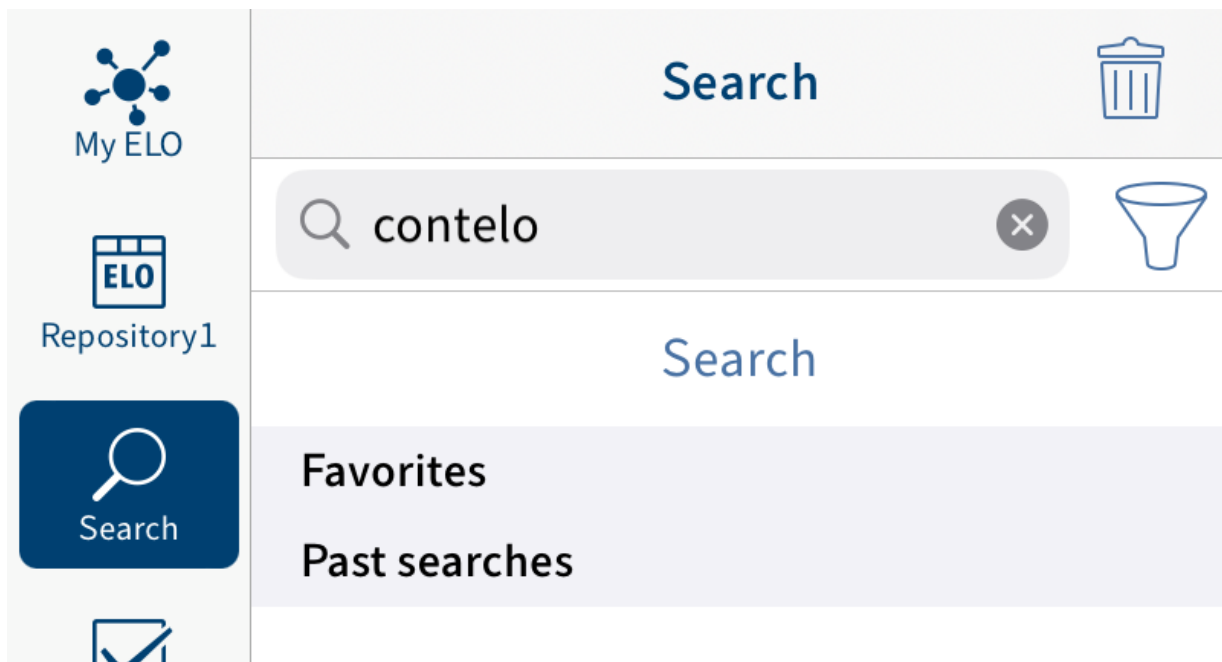 My ELO
ELO
Repository1
Search
Search
contelo
Search
Favorites
Past searches